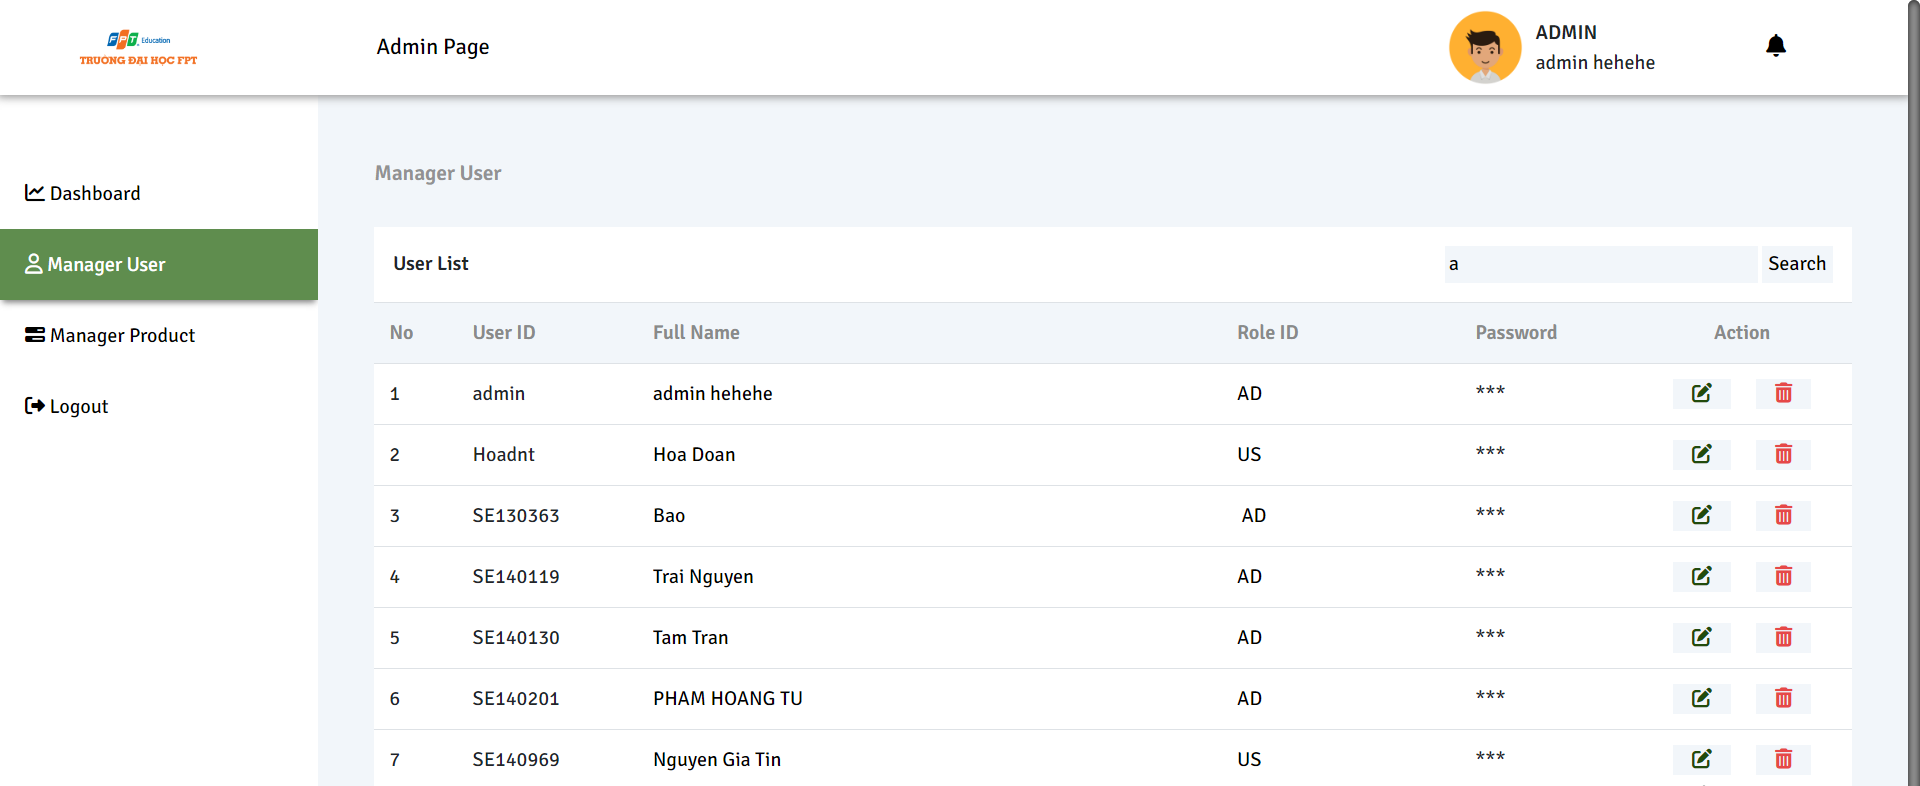 FPT Education
TRƯỜNG ĐẠI HỌC FPT
Admin Page
ADMIN
admin hehehe
Dashboard
Manager User
Manager Product
Logout
Manager User
User List
a
Search
No User ID Full Name Role ID Password Action
1 admin admin hehehe AD ***
2 Hoadnt Hoa Doan US ***
3 SE130363 Bao AD ***
4 SE140119 Trai Nguyen AD ***
5 SE140130 Tam Tran AD ***
6 SE140201 PHAM HOANG TU AD ***
7 SE140969 Nguyen Gia Tin US ***